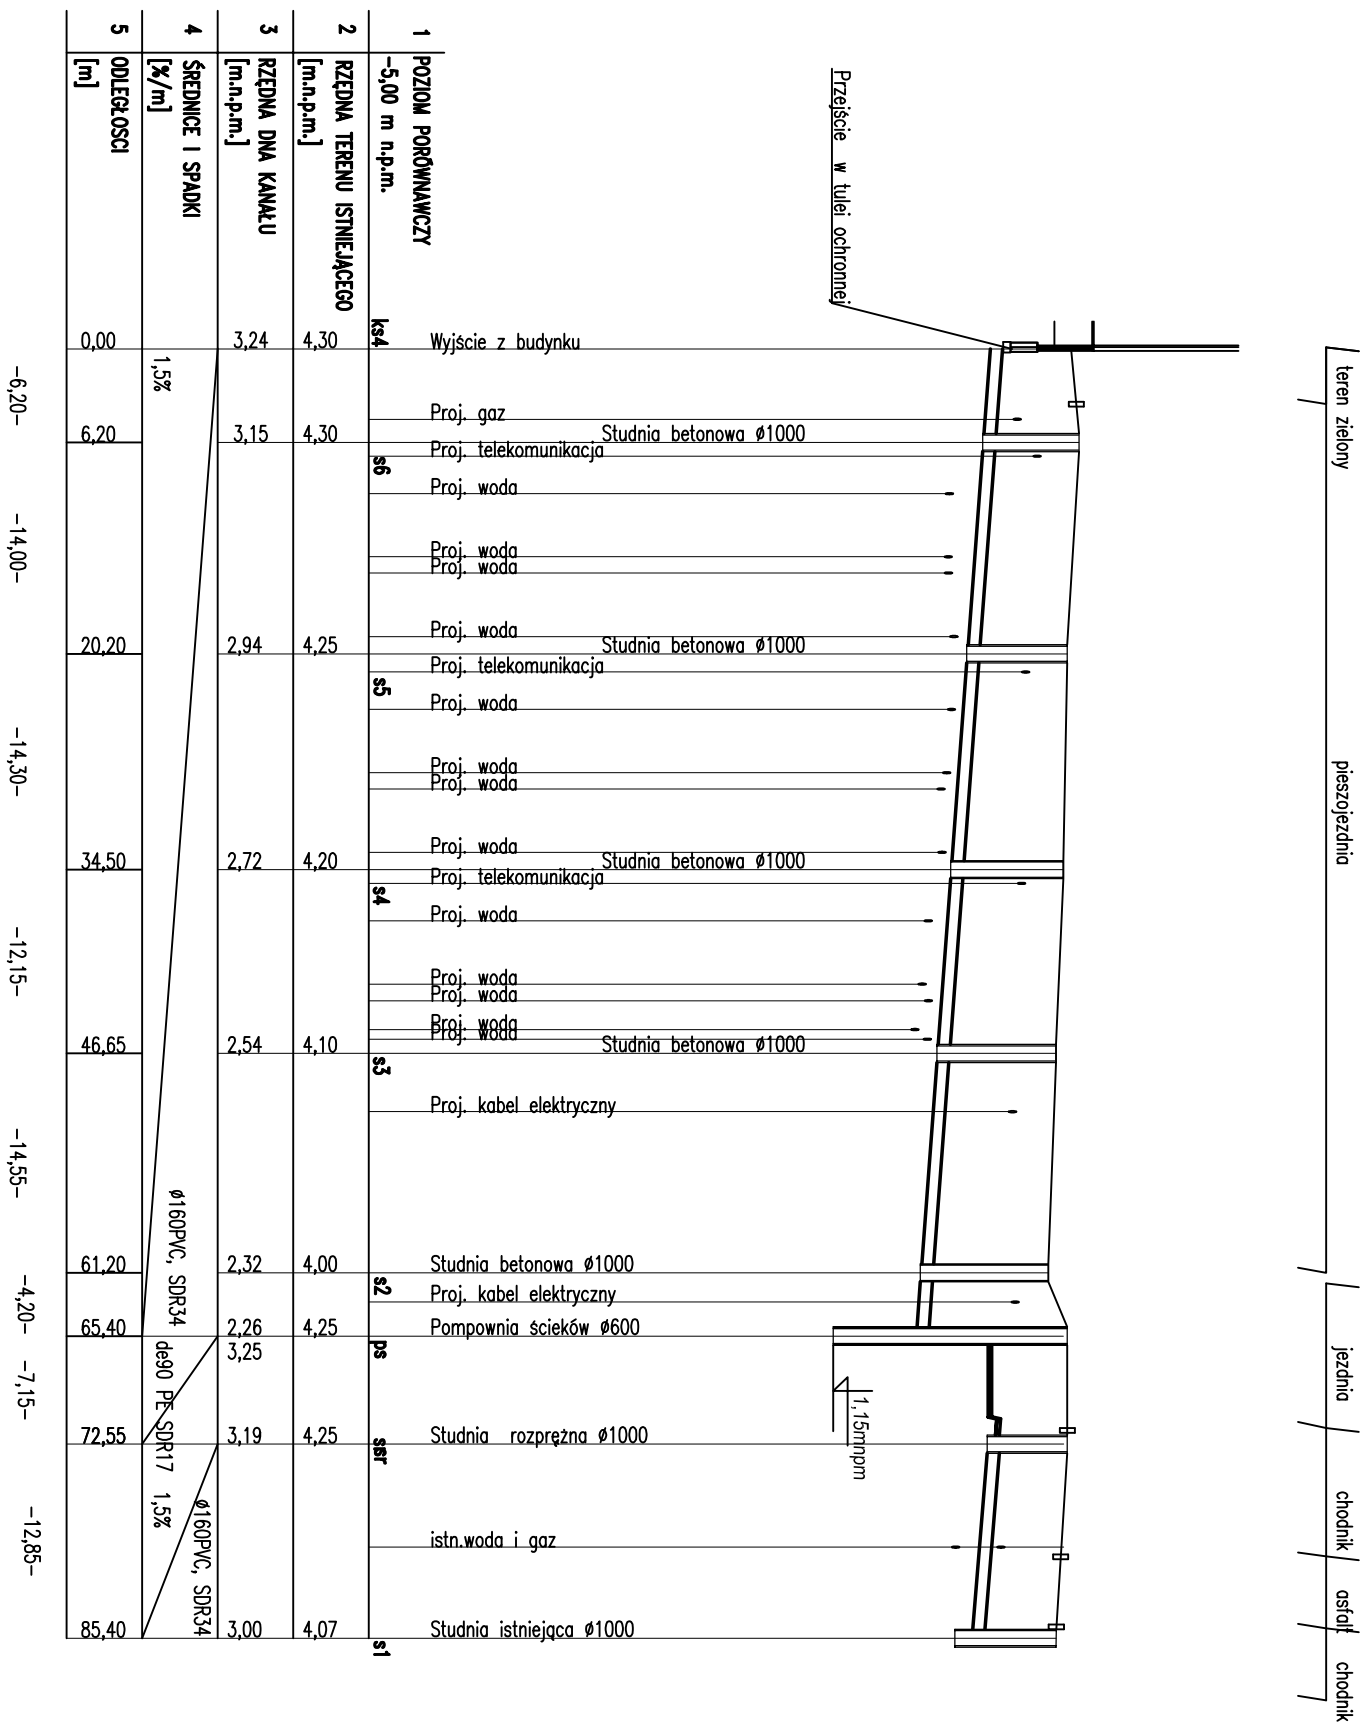 teren zielony
pieszojezdnia
jezdnia
chodnik
asfalt
chodnik
Przejście w tulei ochronnej
1,15mnpm
1 POZIOM PORÓWNAWCZY
-5,00 m n.p.m.
2 RZĘDNA TERENU ISTNIEJĄCEGO
[m.n.p.m.]
3 RZĘDNA DNA KANAŁU
[m.n.p.m.]
4 ŚREDNICE I SPADKI
[%/m]
5 ODLEGŁOSCI
[m]
Wyjście z budynku
Proj. gaz
Studnia betonowa ø1000
Proj. telekomunikacja
Proj. woda
Proj. woda
Proj. woda
Proj. woda
Studnia betonowa ø1000
Proj. telekomunikacja
Proj. woda
Proj. woda
Proj. woda
Proj. woda
Studnia betonowa ø1000
Proj. telekomunikacja
Proj. woda
Proj. woda
Proj. woda
Proj. woda
Proj. woda
Studnia betonowa ø1000
Proj. kabel elektryczny
Studnia betonowa ø1000
Proj. kabel elektryczny
Pompownia ścieków ø600
Studnia rozprężna ø1000
istn.woda i gaz
Studnia istniejąca ø1000
ks4
s6
s5
s4
s3
s2
ps
s1
4,30
4,30
4,25
4,20
4,10
4,00
4,25
4,25
4,07
3,24
3,15
2,94
2,72
2,54
2,32
2,26
3,25
3,19
3,00
1,5%
ø160PVC, SDR34
de90 PE SDR17 1,5%
ø160PVC, SDR34
0,00
6,20
20,20
34,50
46,65
61,20
65,40
72,55
85,40
-6,20-
-14,00-
-14,30-
-12,15-
-14,55-
-4,20-
-7,15-
-12,85-